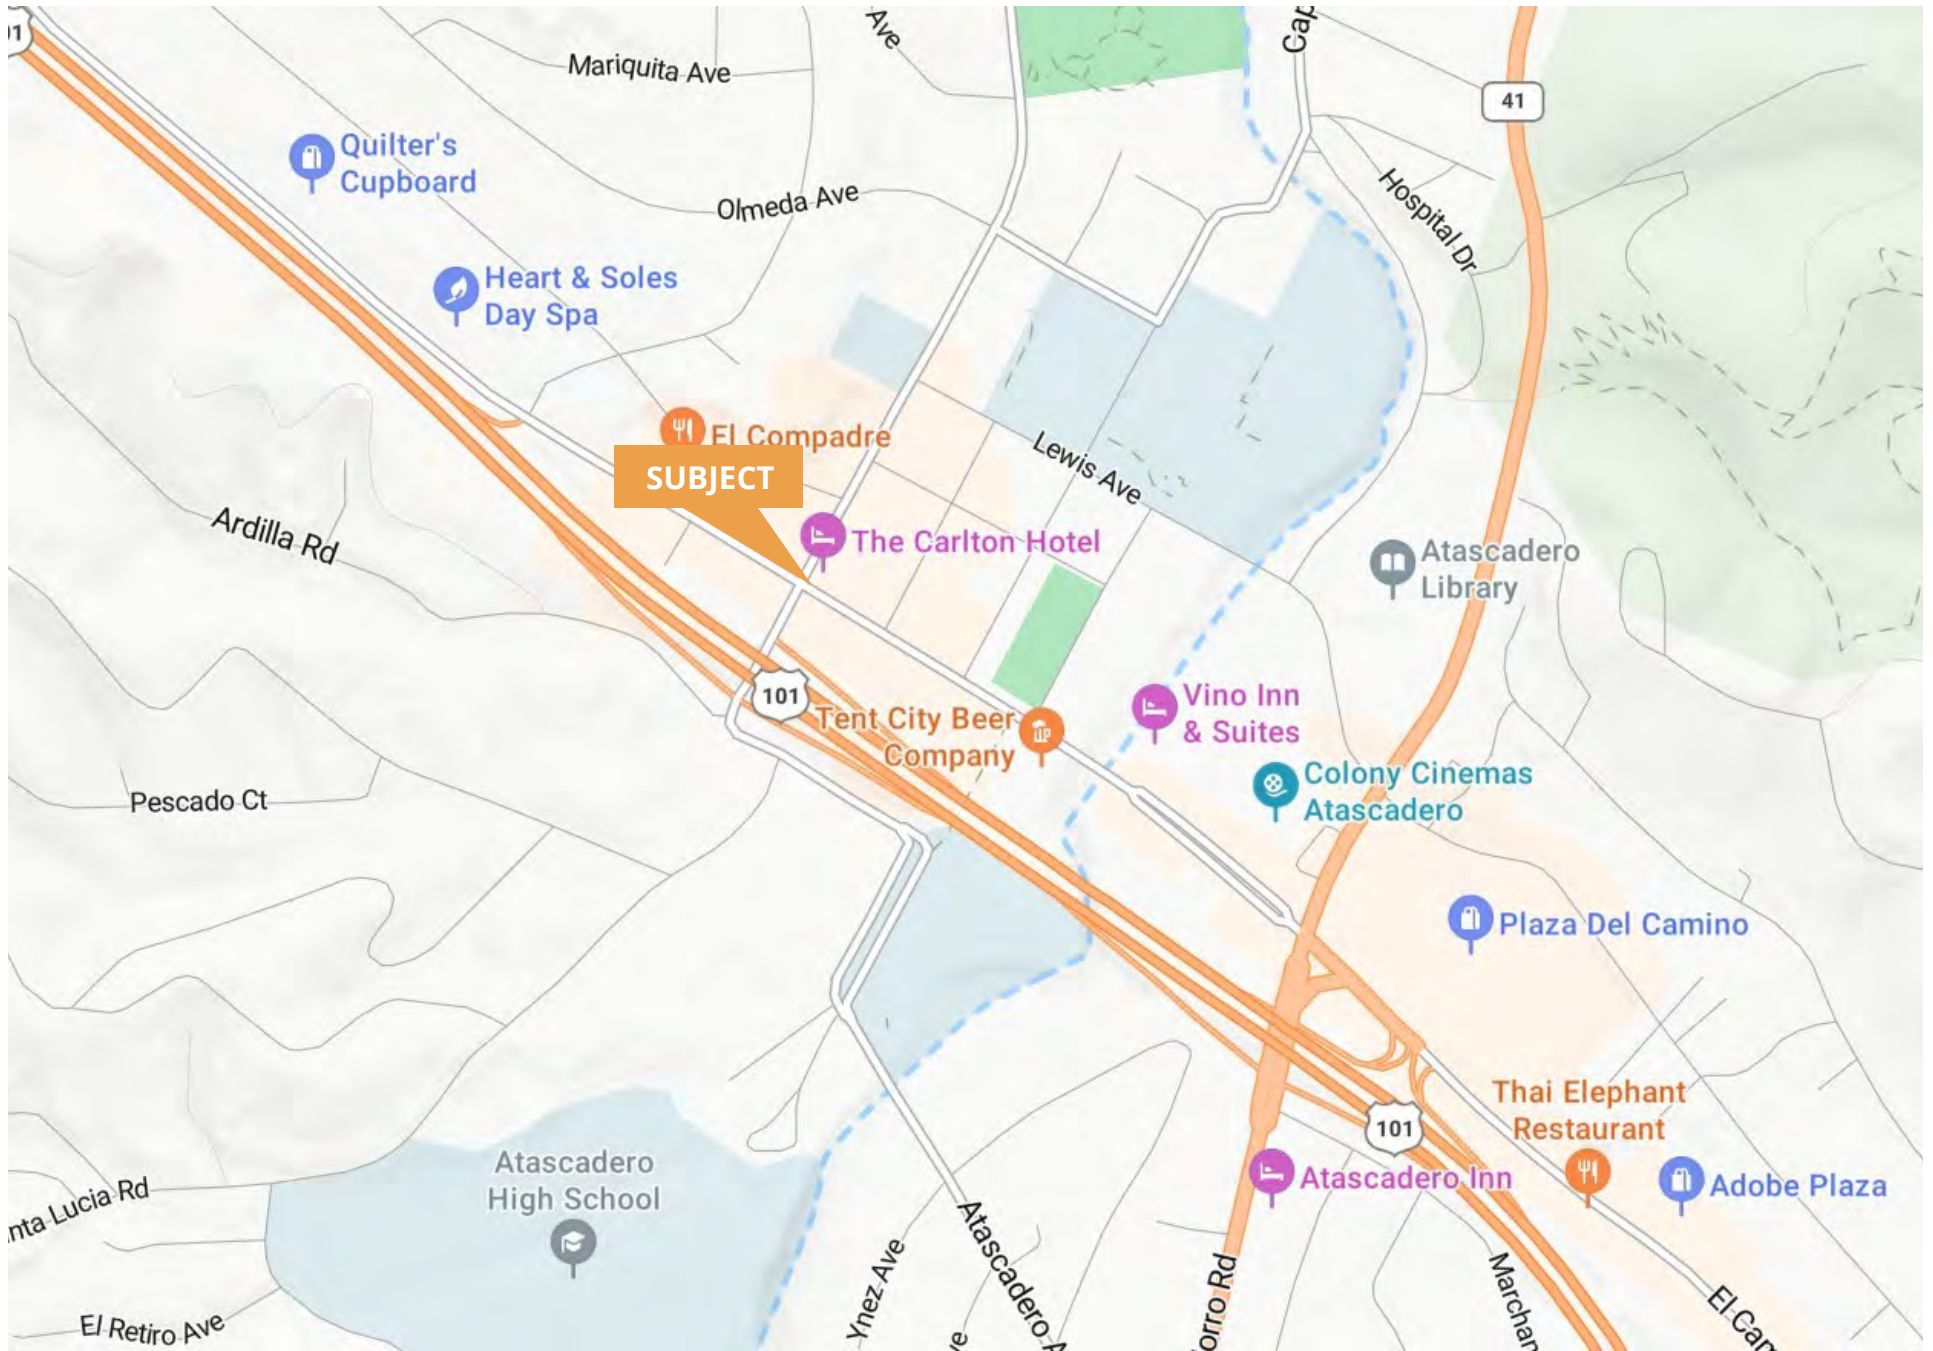 Ave
Cap
91
Mariquita Ave
41
Quilter's
Cupboard
Olmeda Ave
Hospital Dr
Heart & Soles
Day Spa
El Compadre
SUBJECT
Lewis Ave
Ardilla Rd
The Carlton Hotel
Atascadero
Library
101
Vino Inn
& Suites
Tent City Beer
Company
Colony Cinemas
Atascadero
Pescado Ct
Plaza Del Camino
Thai Elephant
Restaurant
101
Atascadero Inn
Adobe Plaza
Atascadero
High School
nta Lucia Rd
Atascadero A
Ynez Ave
orro Rd
Marchan
El Cam
El Retiro Ave
ve